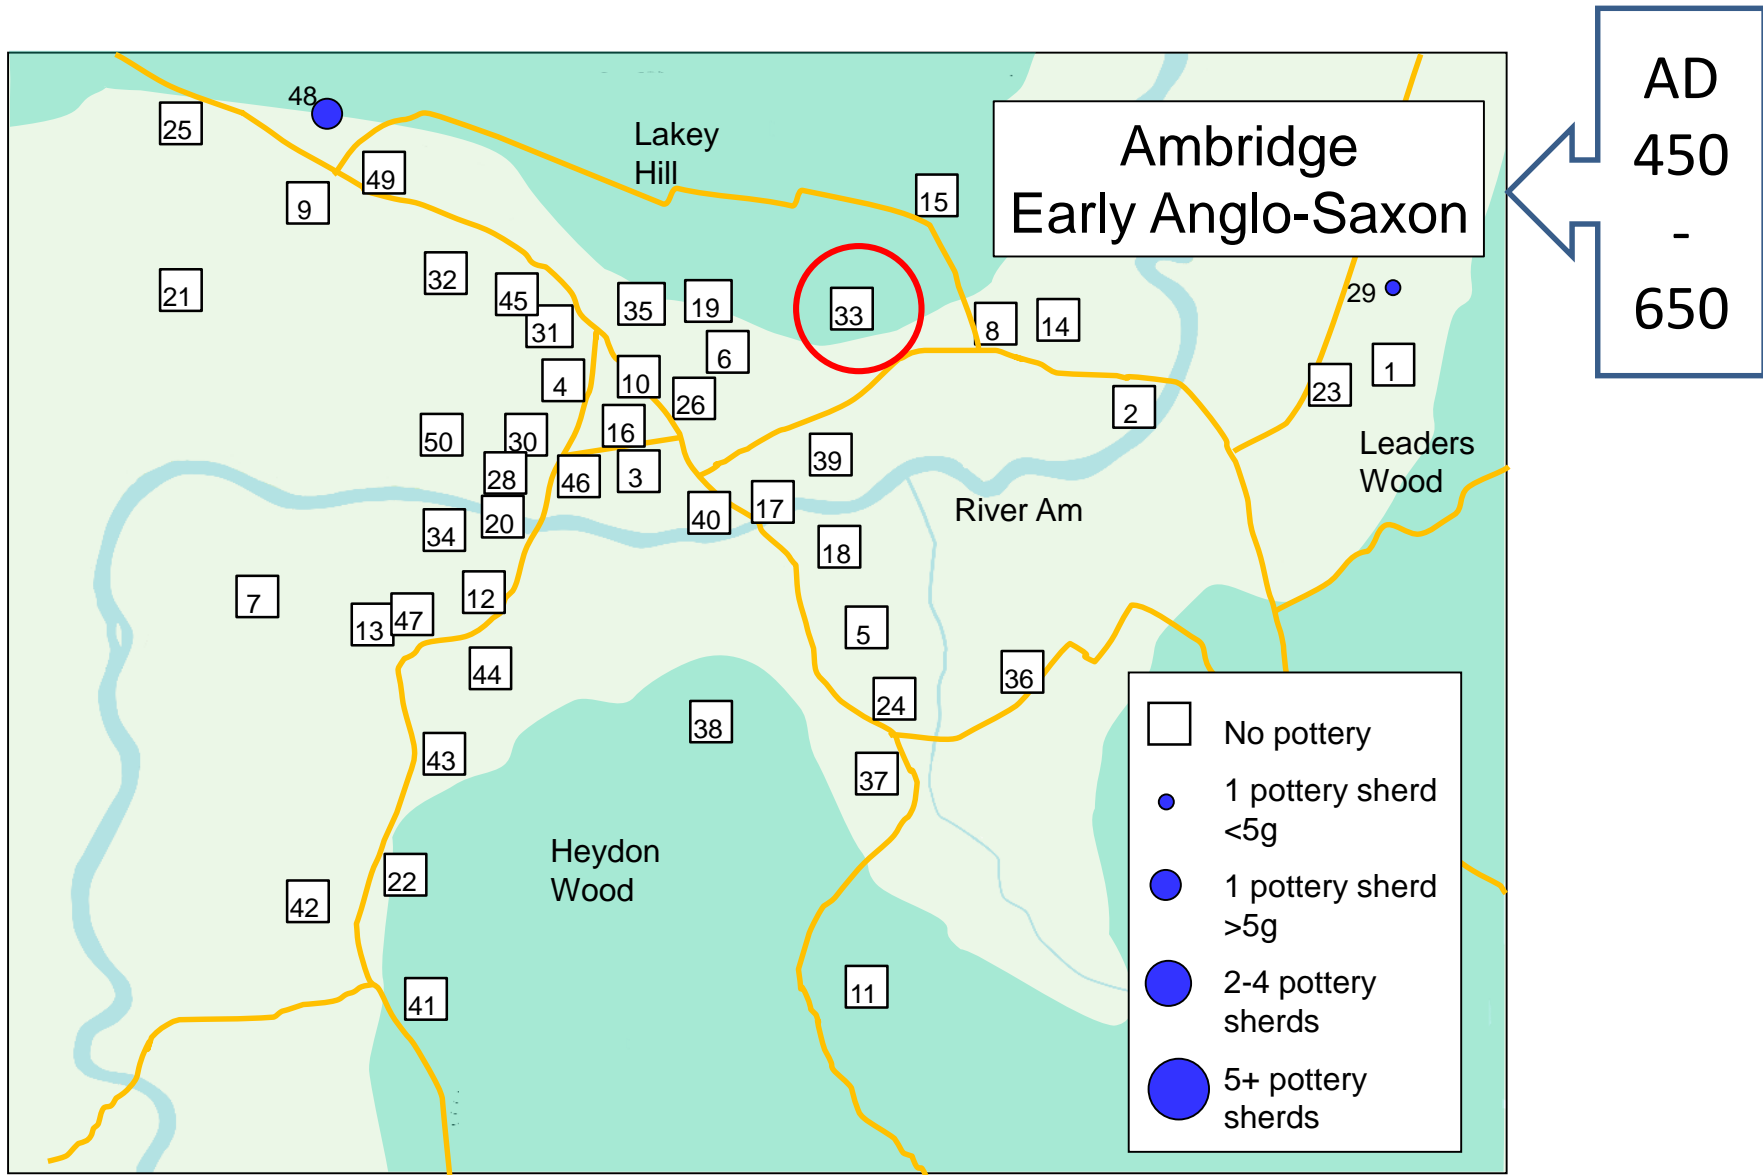 AD
450
-
650
Ambridge
Early Anglo-Saxon
48
25
Lakey
Hill
49
9
15
32
21
45
31
35
19
33
8
14
29
6
1
4
10
26
23
2
50
30
16
Leaders
Wood
28
46
3
39
20
40
17
River Am
34
18
7
12
13
47
5
44
36
24
38
43
37
Heydon
Wood
22
42
11
41
No pottery
1 pottery sherd
<5g
1 pottery sherd
>5g
2-4 pottery
sherds
5+ pottery
sherds